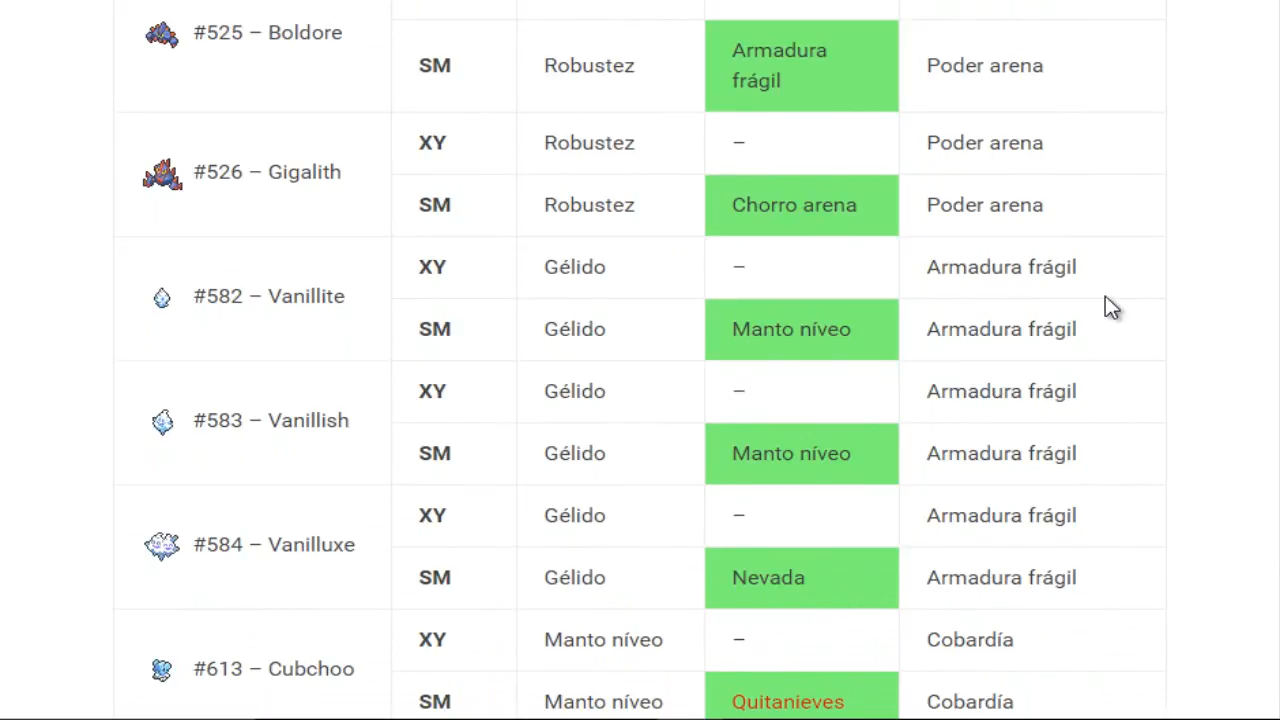 #525 – Boldore
SM Robustez Armadura frágil Poder arena
#526 – Gigalith
XY Robustez – Poder arena
SM Robustez Chorro arena Poder arena
#582 – Vanillite
XY Gélido – Armadura frágil
SM Gélido Manto níveo Armadura frágil
#583 – Vanillish
XY Gélido – Armadura frágil
SM Gélido Manto níveo Armadura frágil
#584 – Vanilluxe
XY Gélido – Armadura frágil
SM Gélido Nevada Armadura frágil
#613 – Cubchoo
XY Manto níveo – Cobardía
SM Manto níveo Quitanieves Cobardía